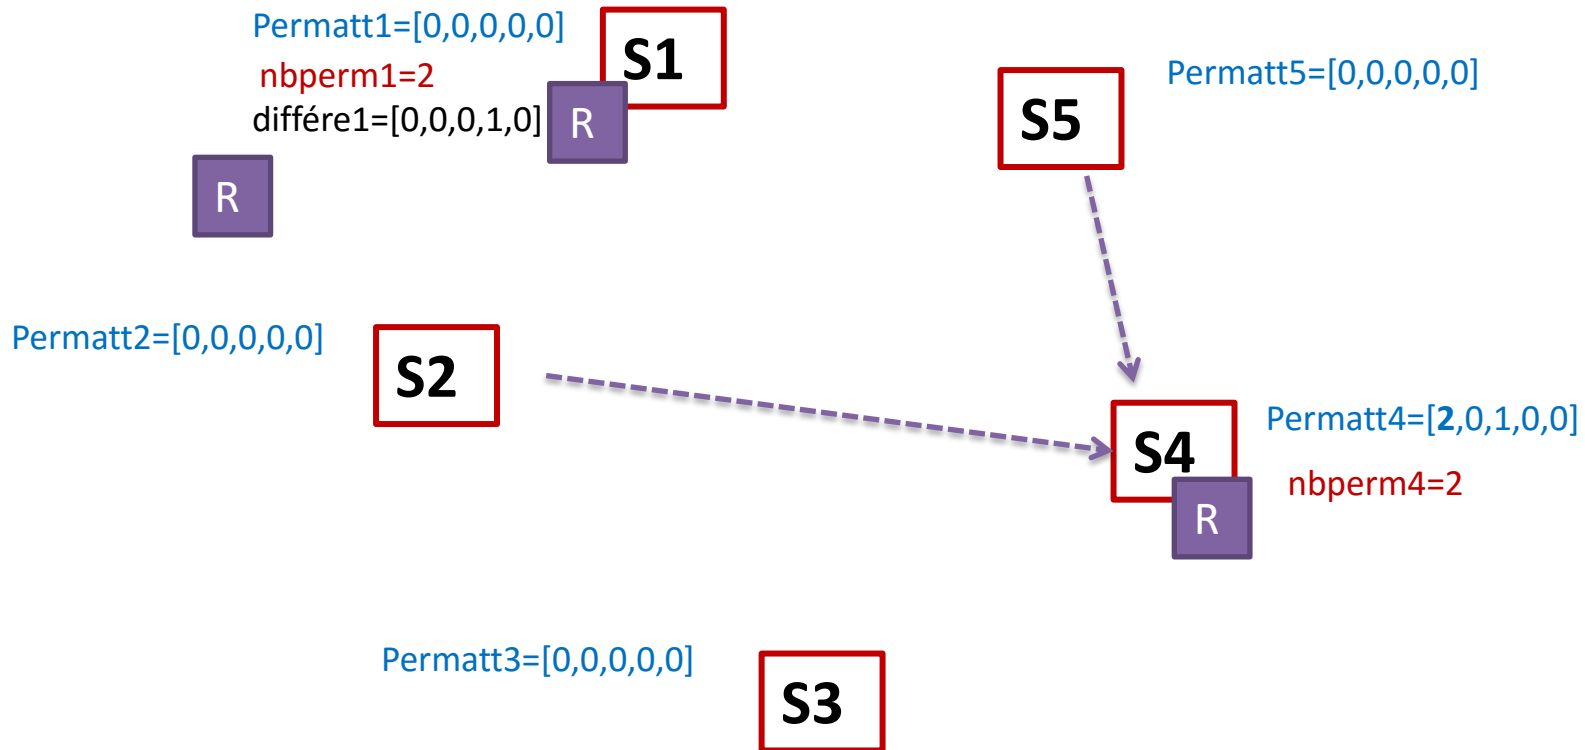 Permatt1=[0,0,0,0,0]
nbperm1=2
différe1=[0,0,0,1,0]
S1
R
R
S5
Permatt5=[0,0,0,0,0]
Permatt2=[0,0,0,0,0]
S2
S4
R
Permatt4=[2,0,1,0,0]
nbperm4=2
Permatt3=[0,0,0,0,0]
S3